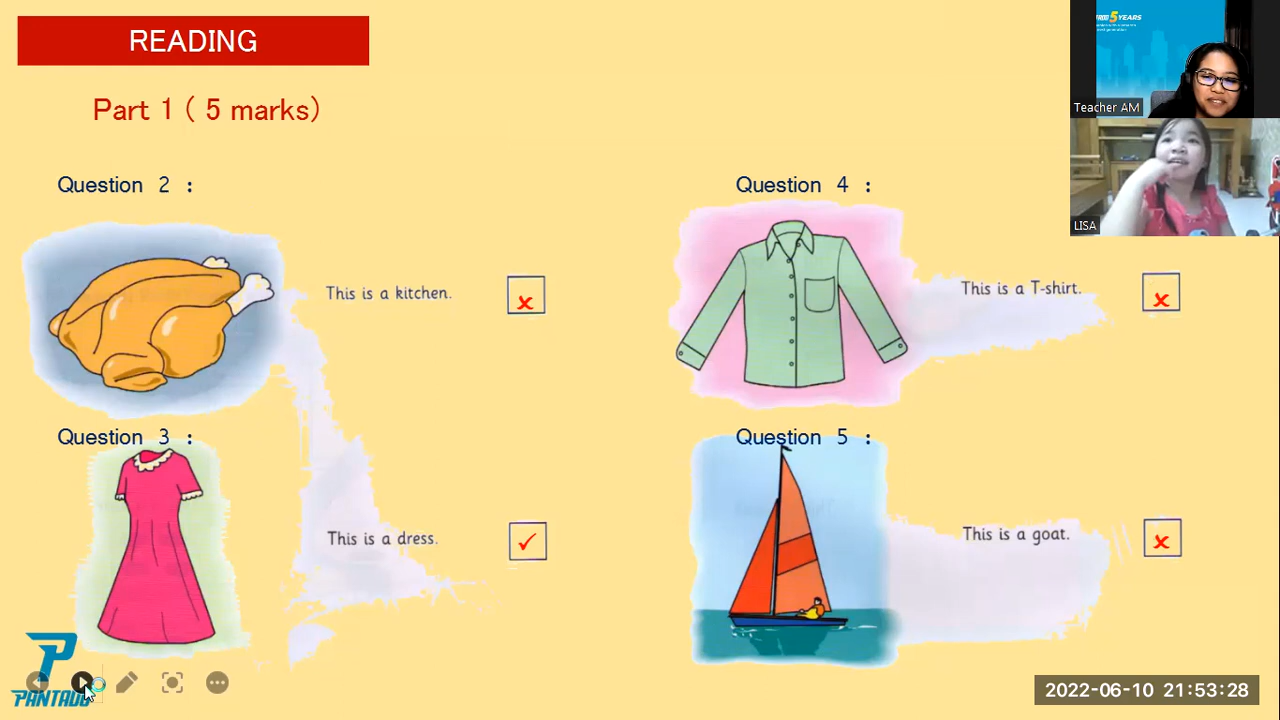 READING
Part 1 ( 5 marks)
5 YEARS
Teacher AM
LISA
Question 2 :
This is a kitchen.
Question 4 :
This is a T-shirt.
Question 3 :
This is a dress.
Question 5 :
This is a goat.
PANTADO
2022-06-10 21:53:28